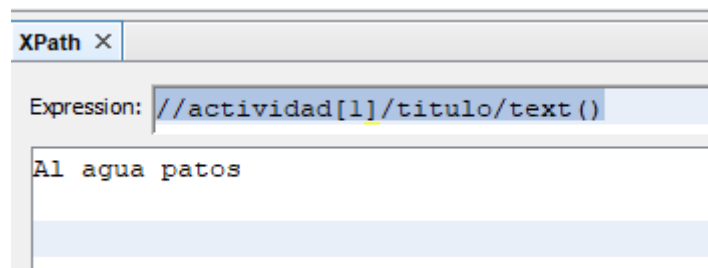 XPath ×
Expression: //actividad[1]/titulo/text()
Al agua patos